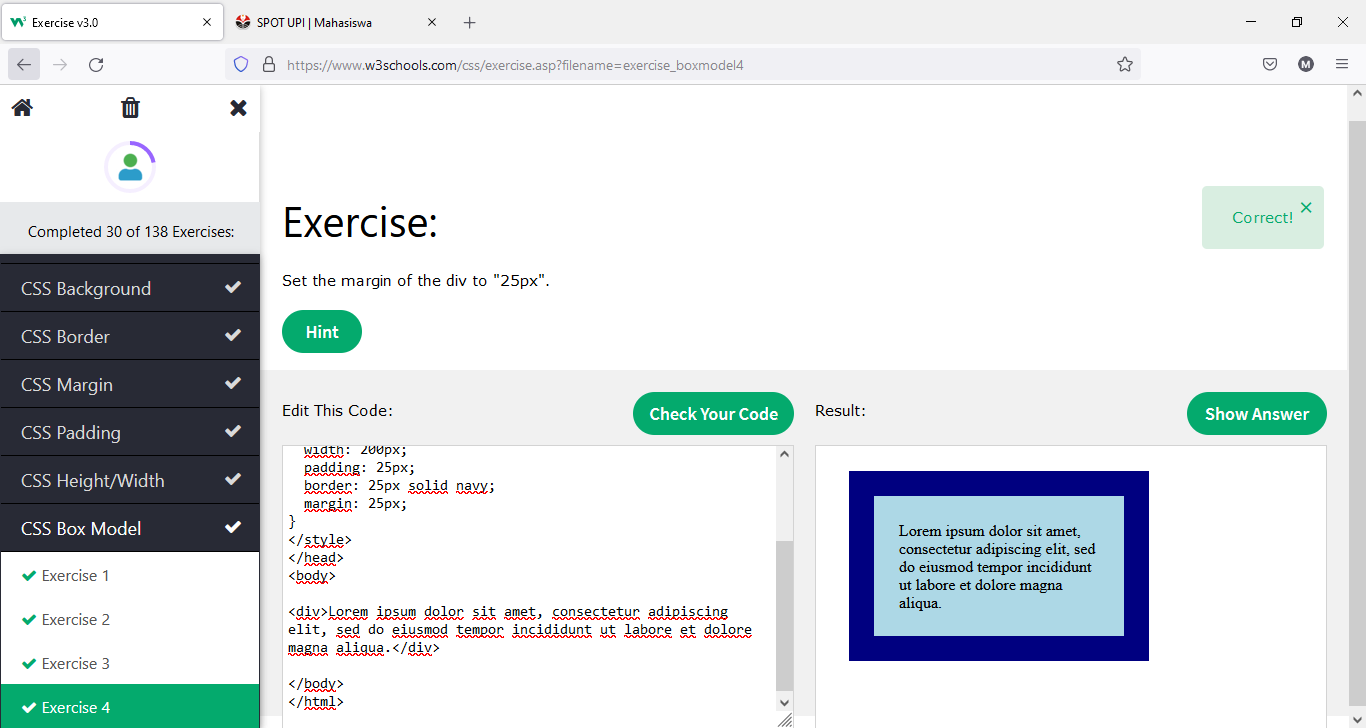 Exercise v3.0
SPOT UPI | Mahasiswa
https://www.w3schools.com/css/exercise.asp?filename=exercise_boxmodel4
M
Completed 30 of 138 Exercises:
CSS Background
CSS Border
CSS Margin
CSS Padding
CSS Height/Width
CSS Box Model
Exercise 1
Exercise 2
Exercise 3
Exercise 4
Exercise:
Correct!
Set the margin of the div to "25px".
Hint
Edit This Code:
Check Your Code
width: 200px;
padding: 25px;
border: 25px solid navy;
margin: 25px;
}
</style>
</head>
<body>
<div>Lorem ipsum dolor sit amet, consectetur adipiscing
elit, sed do eiusmod tempor incididunt ut labore et dolore
magna aliqua.</div>
</body>
</html>
Result:
Show Answer
Lorem ipsum dolor sit amet,
consectetur adipiscing elit, sed
do eiusmod tempor incididunt
ut labore et dolore magna
aliqua.